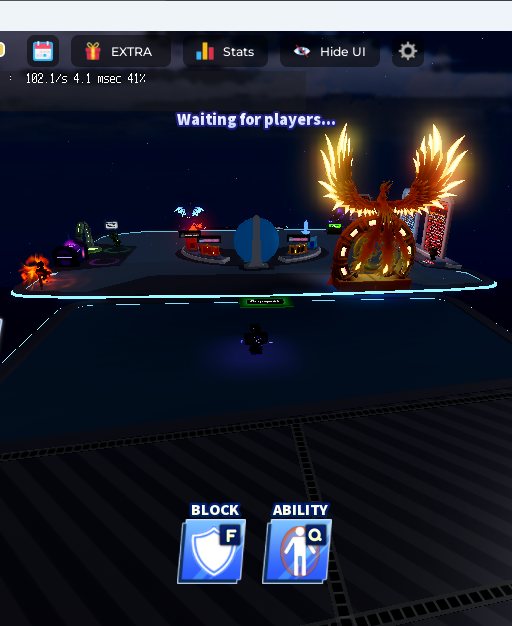 EXTRA
Stats
Hide UI
: 102.1/s 4.1 msec 41%
Waiting for players...
BLOCK
ABILITY
F
Q